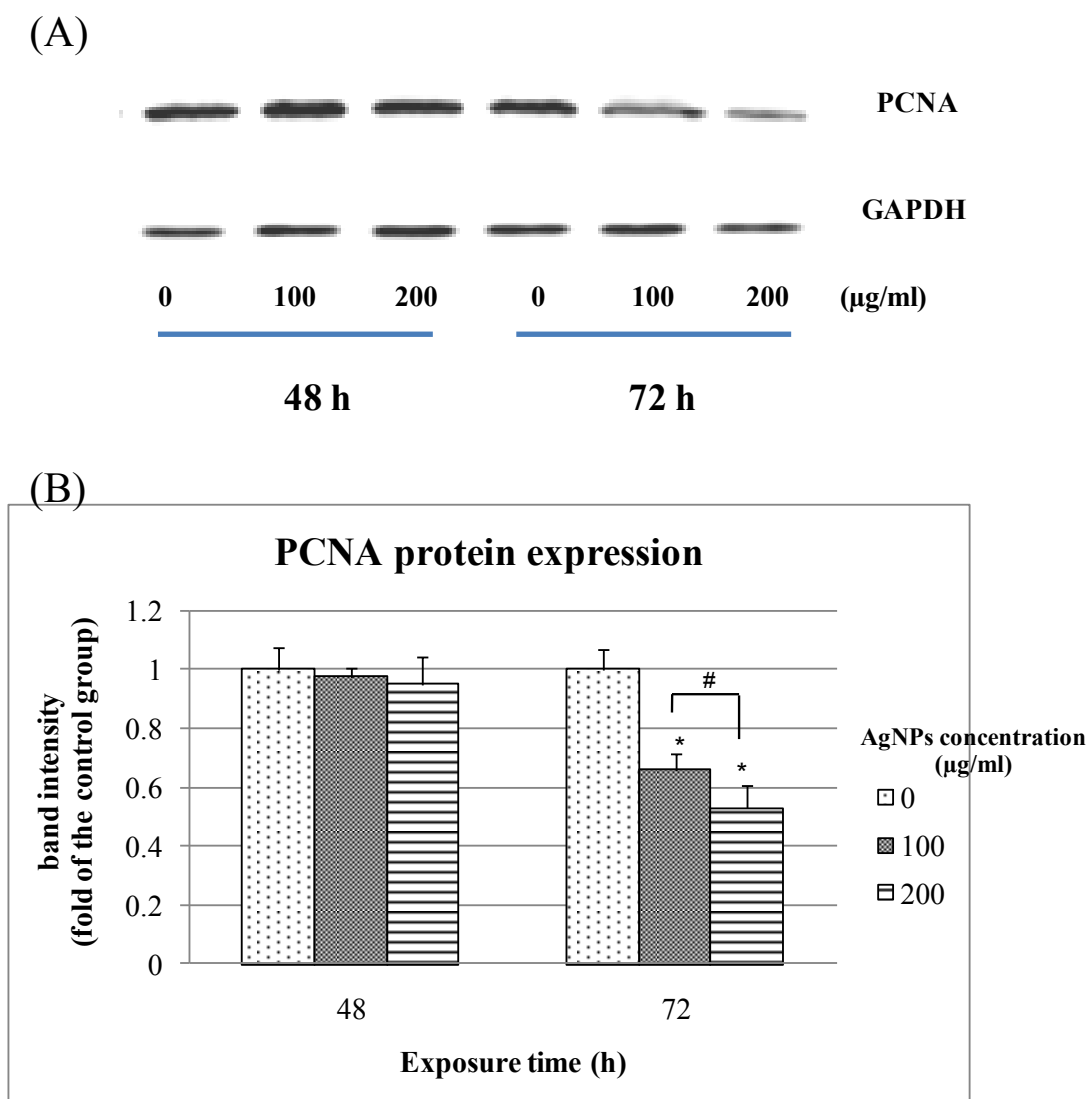 (A)
PCNA
GAPDH
0 100 200 0 100 200 (µg/ml)
48 h 72 h
(B)
PCNA protein expression
band intensity
(fold of the control group)
1.2
1
0.8
0.6
0.4
0.2
0
#
*
*
48 72
Exposure time (h)
AgNPs concentration
(µg/ml)
0
100
200